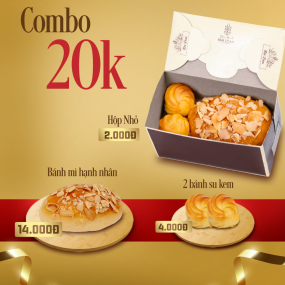 Combo
20k
Hộp Nhỏ
2.000Đ
Bánh mì hạnh nhân
14.000Đ
2 bánh su kem
4.000Đ